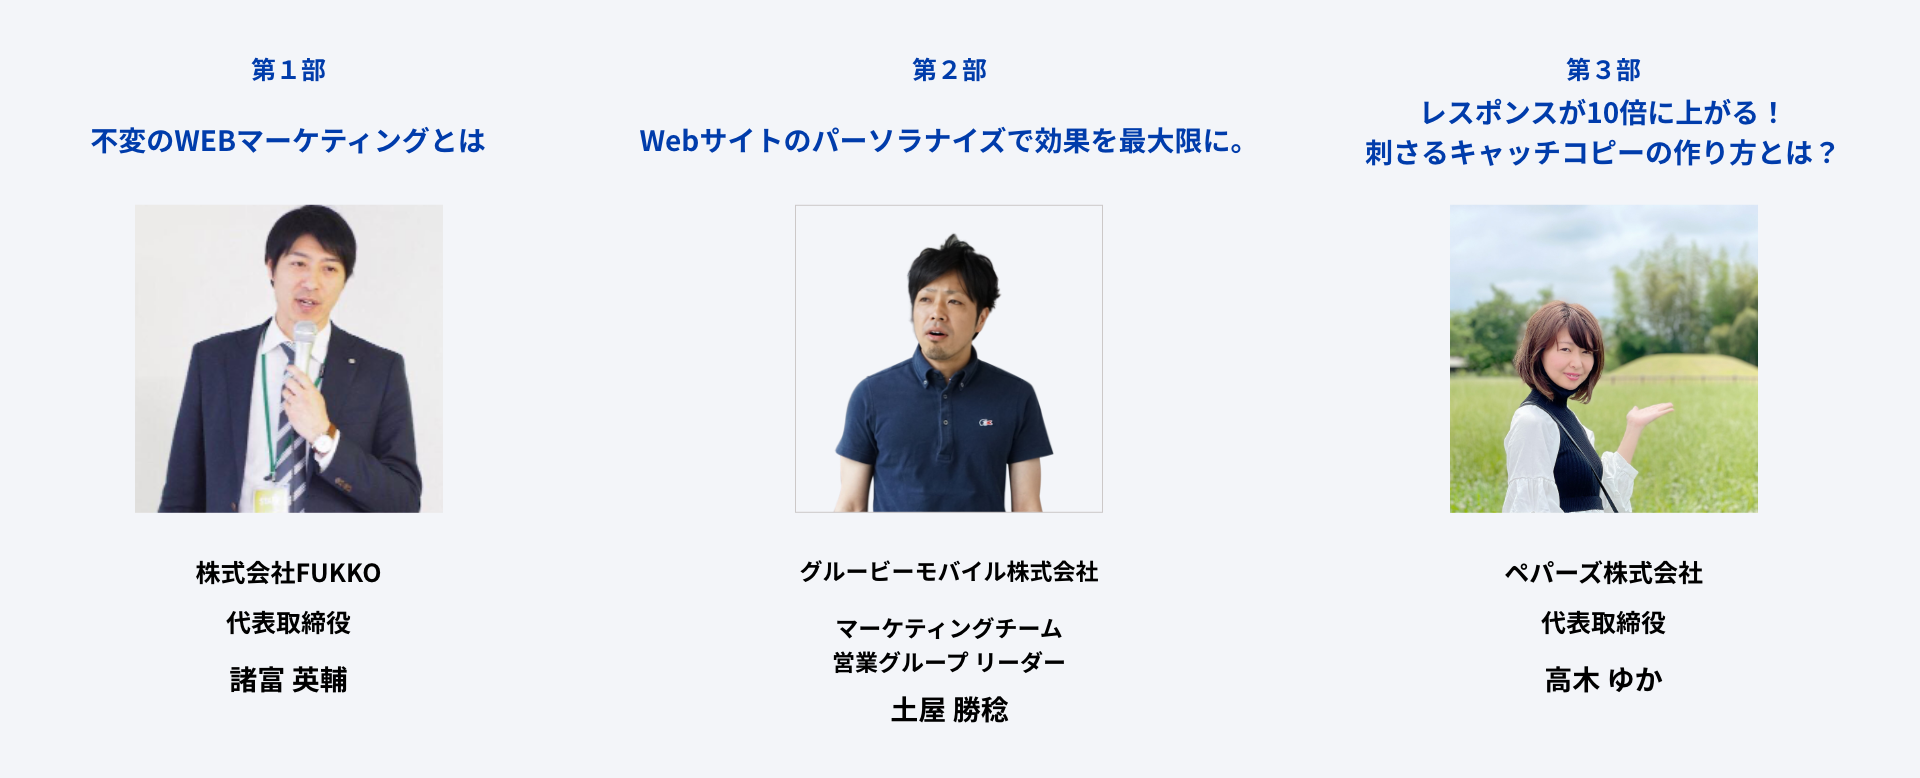 第１部
不変のWEBマーケティングとは
株式会社FUKKO
代表取締役
諸富 英輔
第２部
Webサイトのパーソラナイズで効果を最大限に。
グルービーモバイル株式会社
マーケティングチーム
営業グループ リーダー
土屋 勝稔
第３部
レスポンスが10倍に上がる！
刺さるキャッチコピーの作り方とは？
ペパーズ株式会社
代表取締役
高木 ゆか